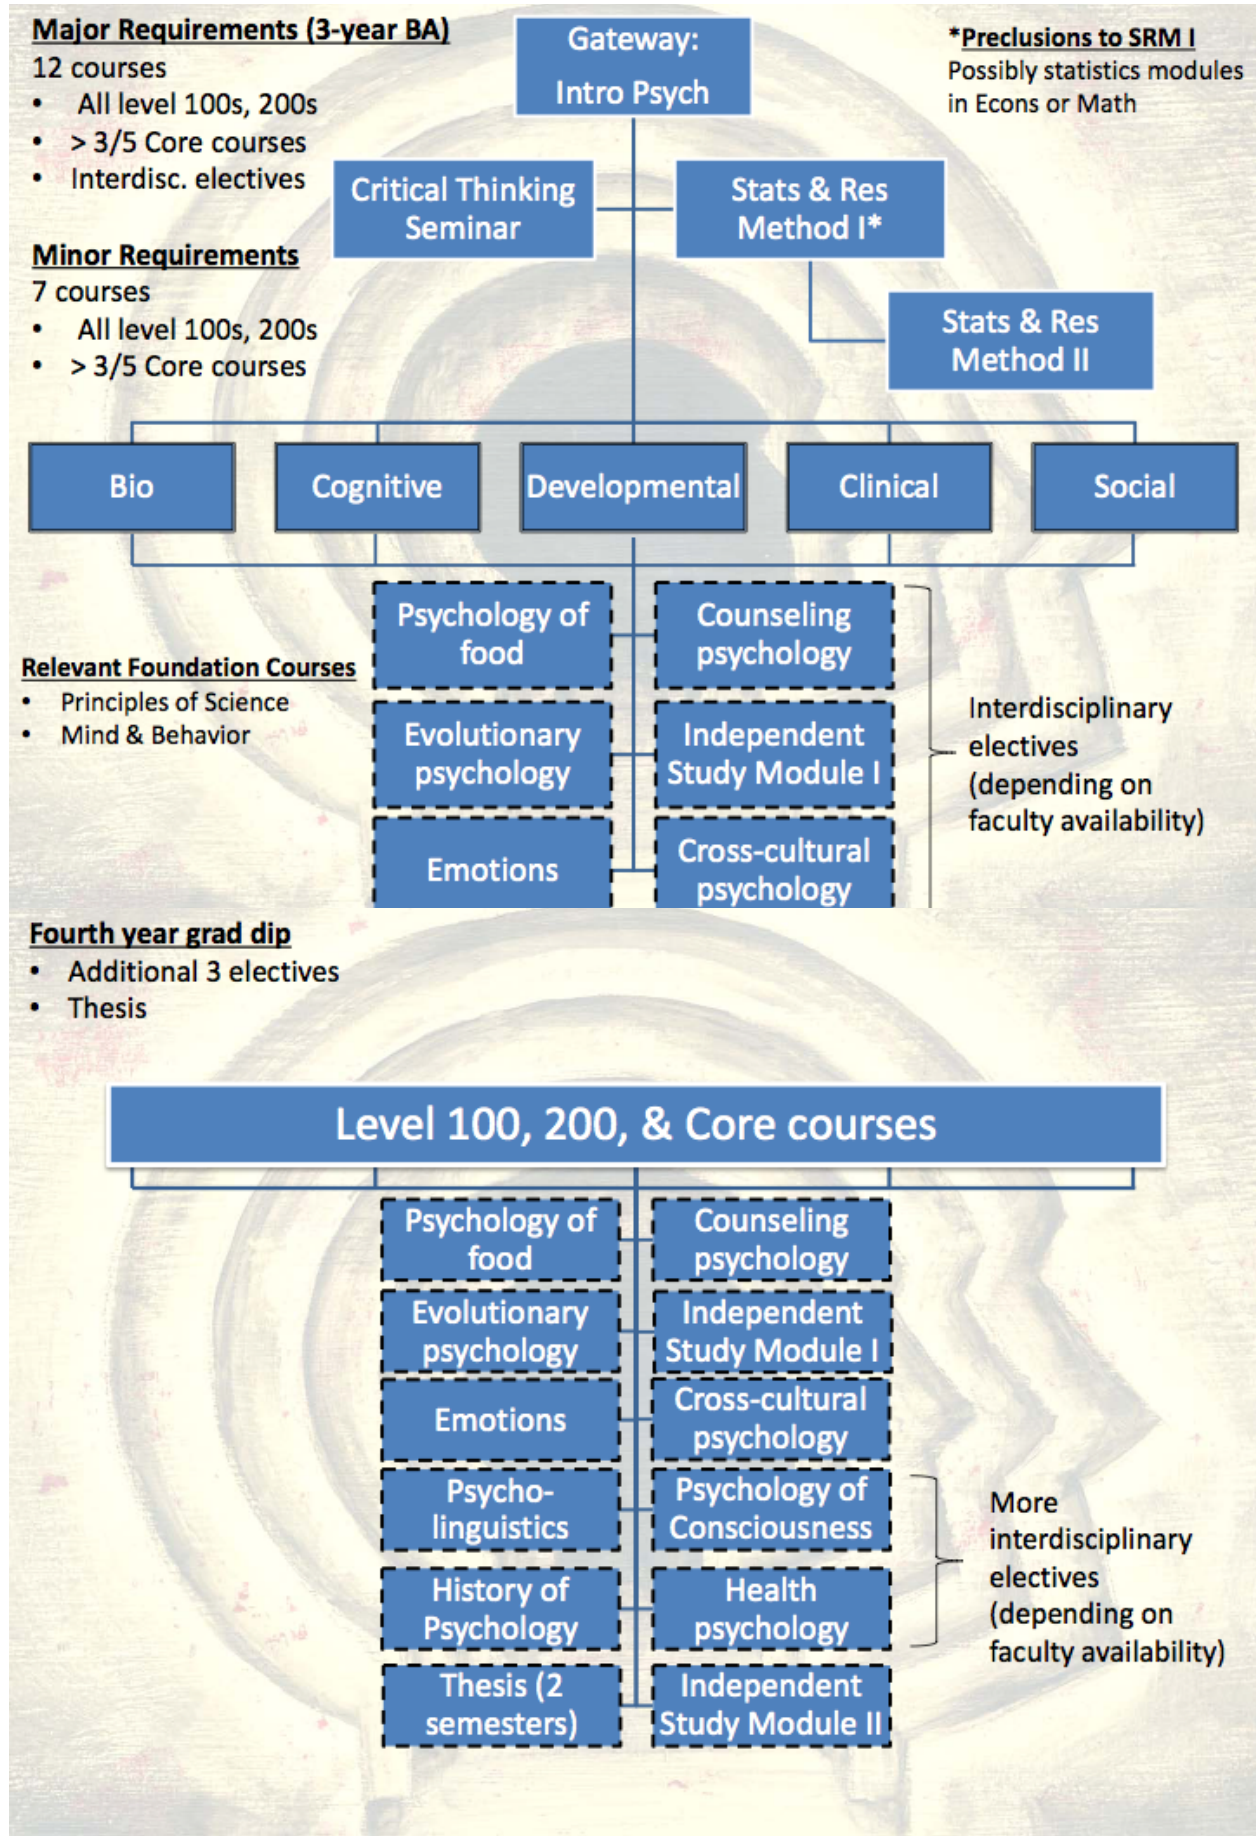 Major Requirements (3-year BA)
12 courses
• All level 100s, 200s
• > 3/5 Core courses
• Interdisc. electives
Minor Requirements
7 courses
• All level 100s, 200s
• > 3/5 Core courses
Gateway:
Intro Psych
*Preclusions to SRM I
Possibly statistics modules
in Econs or Math
Critical Thinking
Seminar
Stats & Res
Method I*
Stats & Res
Method II
Bio
Cognitive
Developmental
Clinical
Social
Relevant Foundation Courses
• Principles of Science
• Mind & Behavior
Psychology of
food
Counseling
psychology
Evolutionary
psychology
Independent
Study Module I
Emotions
Cross-cultural
psychology
Interdisciplinary
electives
(depending on
faculty availability)
Fourth year grad dip
• Additional 3 electives
• Thesis
Level 100, 200, & Core courses
Psychology of
food
Counseling
psychology
Evolutionary
psychology
Independent
Study Module I
Emotions
Cross-cultural
psychology
Psycho-
linguistics
Psychology of
Consciousness
History of
Psychology
Health
psychology
Thesis (2
semesters)
Independent
Study Module II
More
interdisciplinary
electives
(depending on
faculty availability)